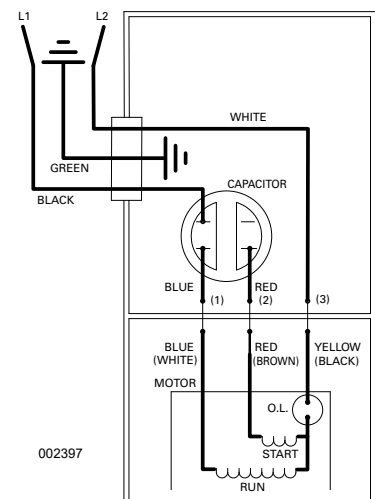 L1
L2
WHITE
GREEN
CAPACITOR
BLACK
BLUE
RED
(1)
(2)
(3)
BLUE
(WHITE)
RED
(BROWN)
YELLOW
(BLACK)
MOTOR
O.L.
START
002397
RUN